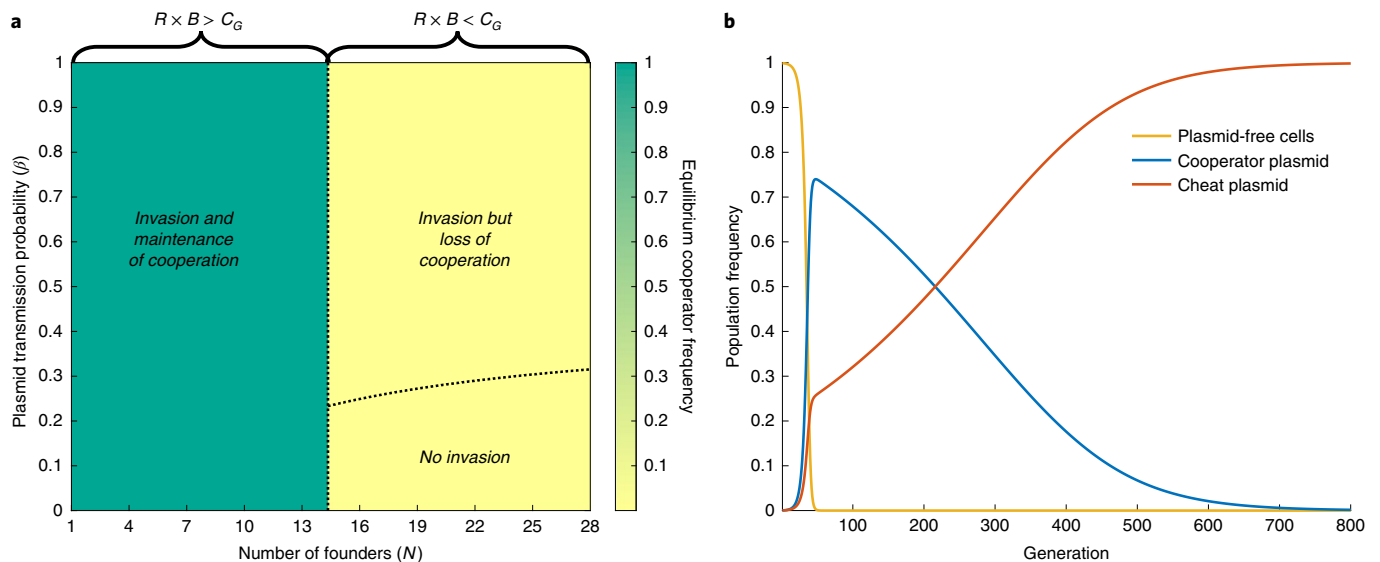 a
R × B > C_G
R × B < C_G
1
0.9
0.8
0.7
0.6
0.5
0.4
0.3
0.2
0.1
0
Plasmid transmission probability (β)
Invasion and
maintenance
of cooperation
Invasion but
loss of
cooperation
No invasion
1 4 7 10 13 16 19 22 25 28
Number of founders (N)
1
0.9
0.8
0.7
0.6
0.5
0.4
0.3
0.2
0.1
Equilibrium cooperator frequency
b
1
0.9
0.8
0.7
0.6
0.5
0.4
0.3
0.2
0.1
0
Population frequency
Plasmid-free cells
Cooperator plasmid
Cheat plasmid
100 200 300 400 500 600 700 800
Generation